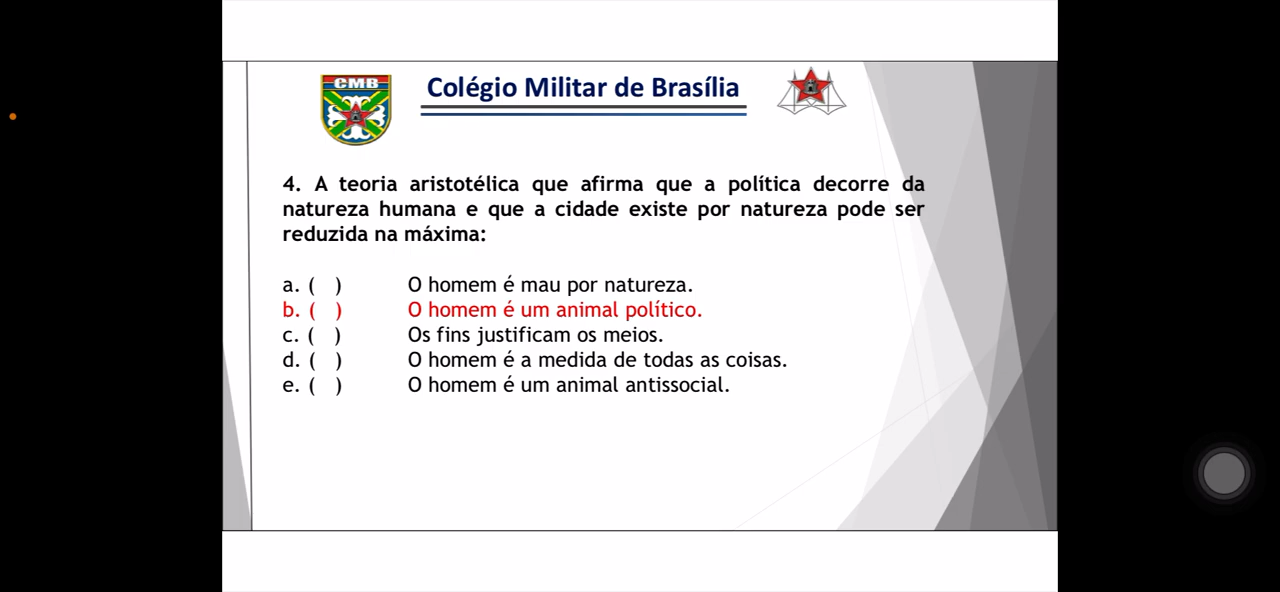 CMB
Colégio Militar de Brasília
4. A teoria aristotélica que afirma que a política decorre da
natureza humana e que a cidade existe por natureza pode ser
reduzida na máxima:
a. ( ) O homem é mau por natureza.
b. ( ) O homem é um animal político.
c. ( ) Os fins justificam os meios.
d. ( ) O homem é a medida de todas as coisas.
e. ( ) O homem é um animal antissocial.